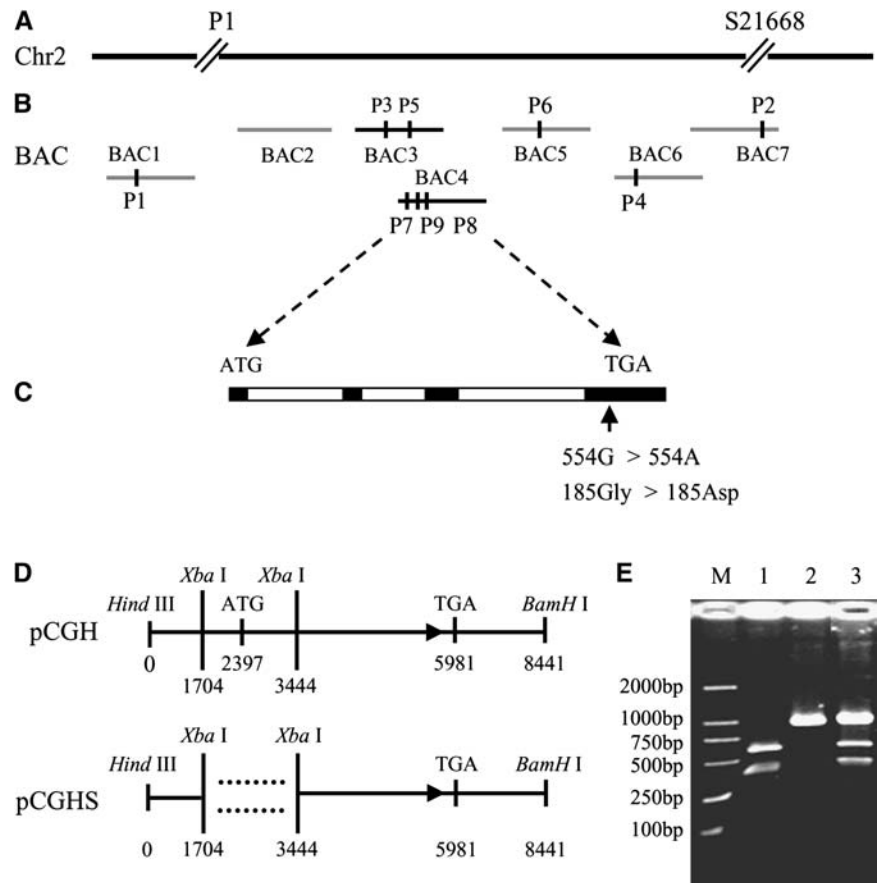 A
P1
S21668
Chr2
B
P3 P5
P6
P2
BAC
BAC1
BAC2
BAC3
BAC5
BAC6
BAC7
P1
BAC4
P4
P7 P9 P8
ATG
TGA
C
554G > 554A
185Gly > 185Asp
D
Xba I
Xba I
Hind III
ATG
TGA
BamH I
pCGH
0
2397
5981
8441
1704
3444
Xba I
Xba I
Hind III
TGA
BamH I
pCGHS
0
1704
3444
5981
8441
E
M 1 2 3
2000bp
1000bp
750bp
500bp
250bp
100bp